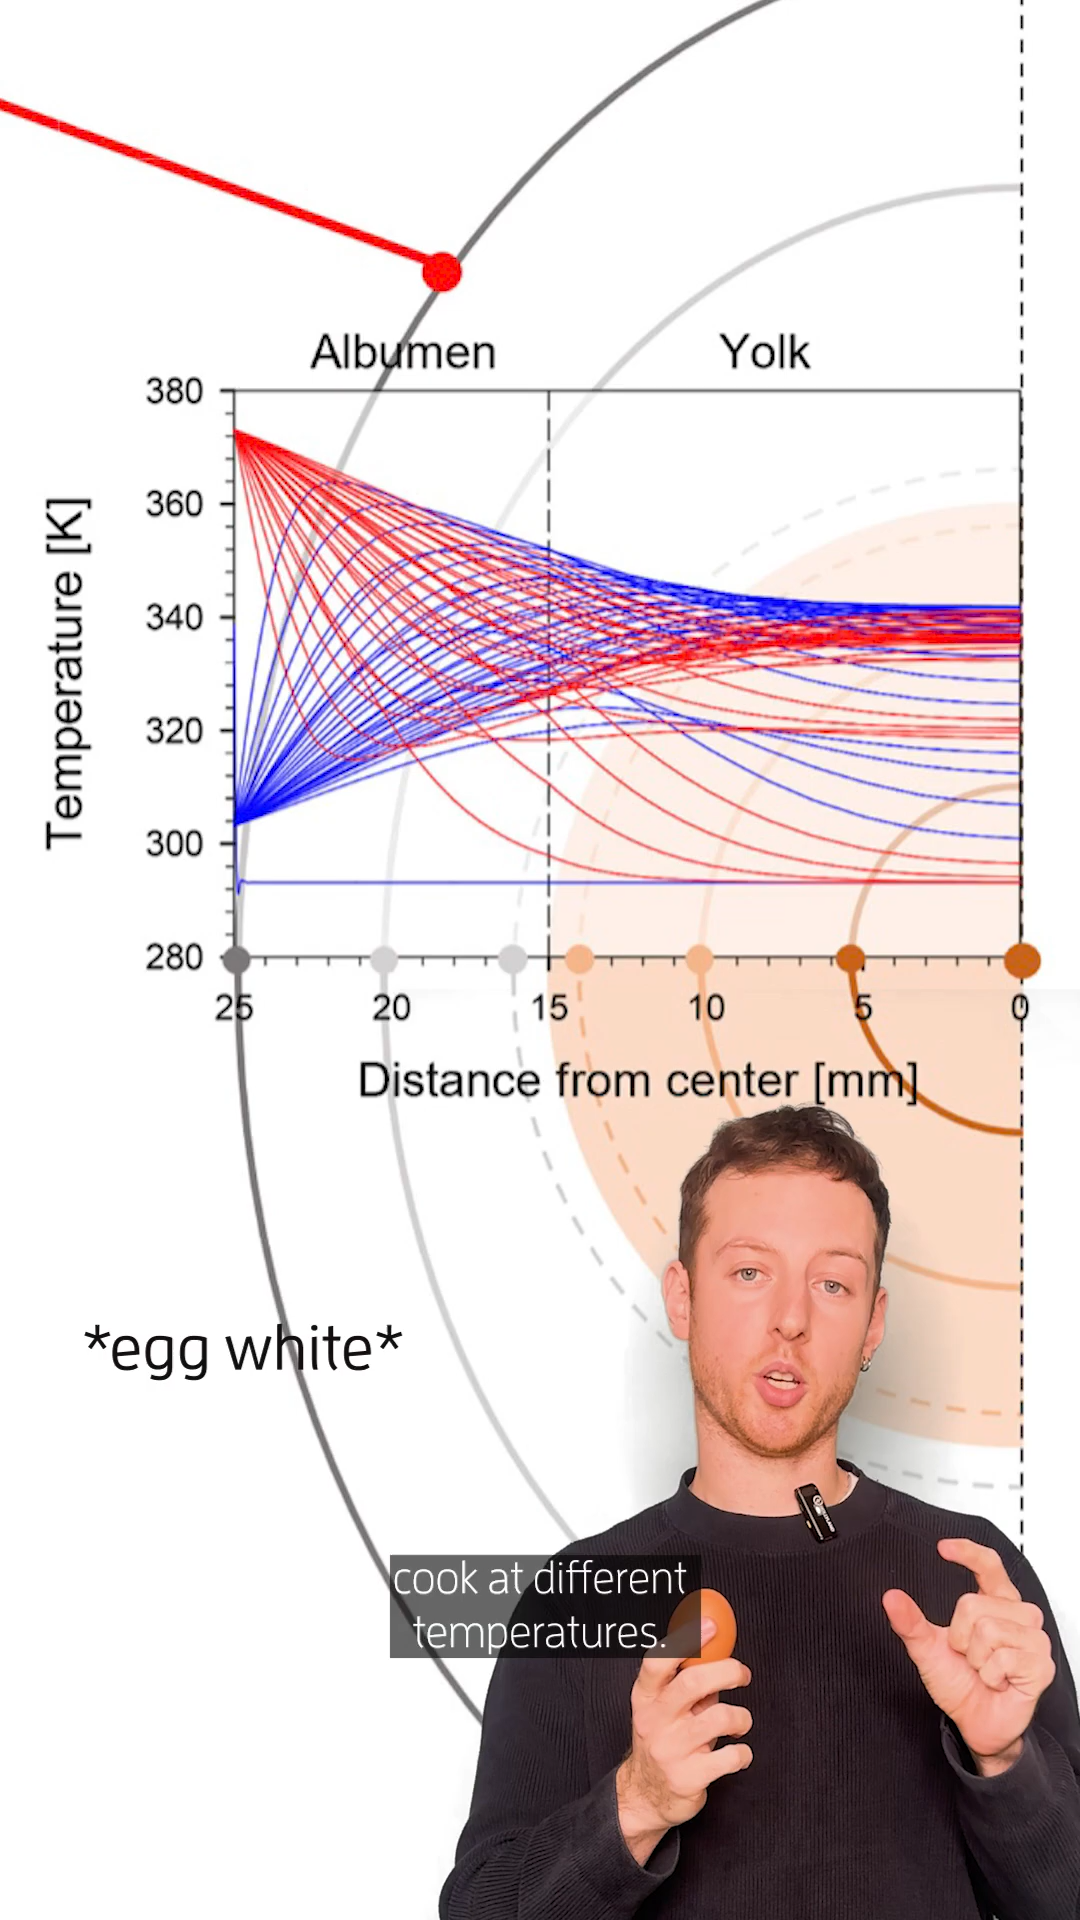 Albumen
Yolk
380
360
340
320
300
280
Temperature [K]
25
20
15
10
5
0
Distance from center [mm]
*egg white*
cook at different
temperatures.